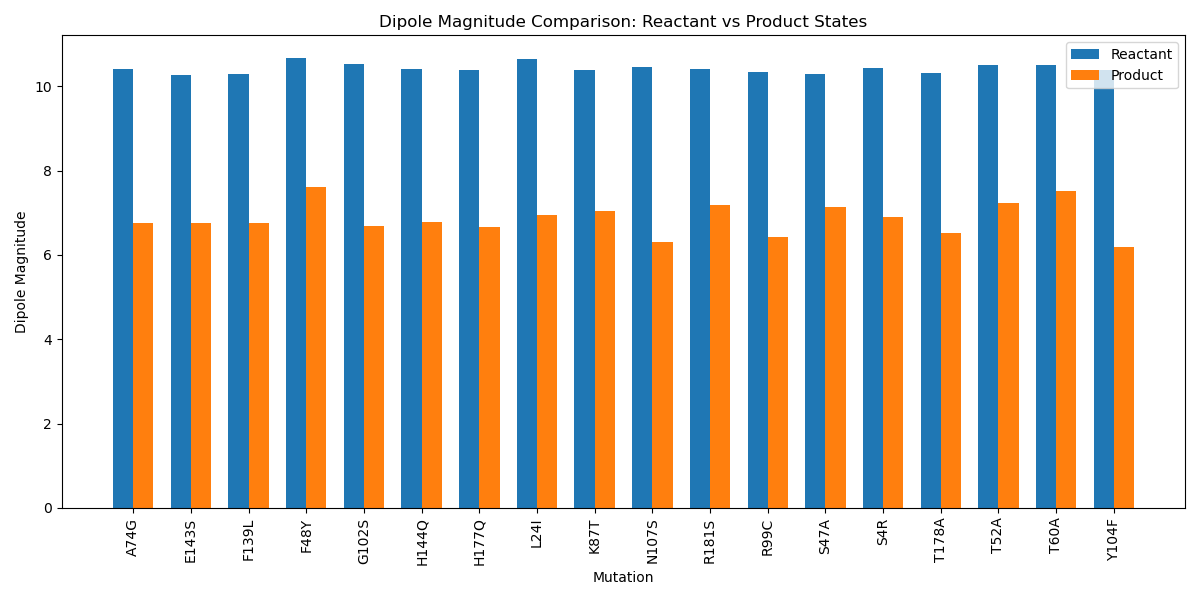 Dipole Magnitude Comparison: Reactant vs Product States
Reactant
Product
Dipole Magnitude
10
8
6
4
2
0
A74G
E143S
F139L
F48Y
G102S
H144Q
H177Q
L24I
K87T
N107S
R181S
R99C
S47A
S4R
T178A
T52A
T60A
Y104F
Mutation